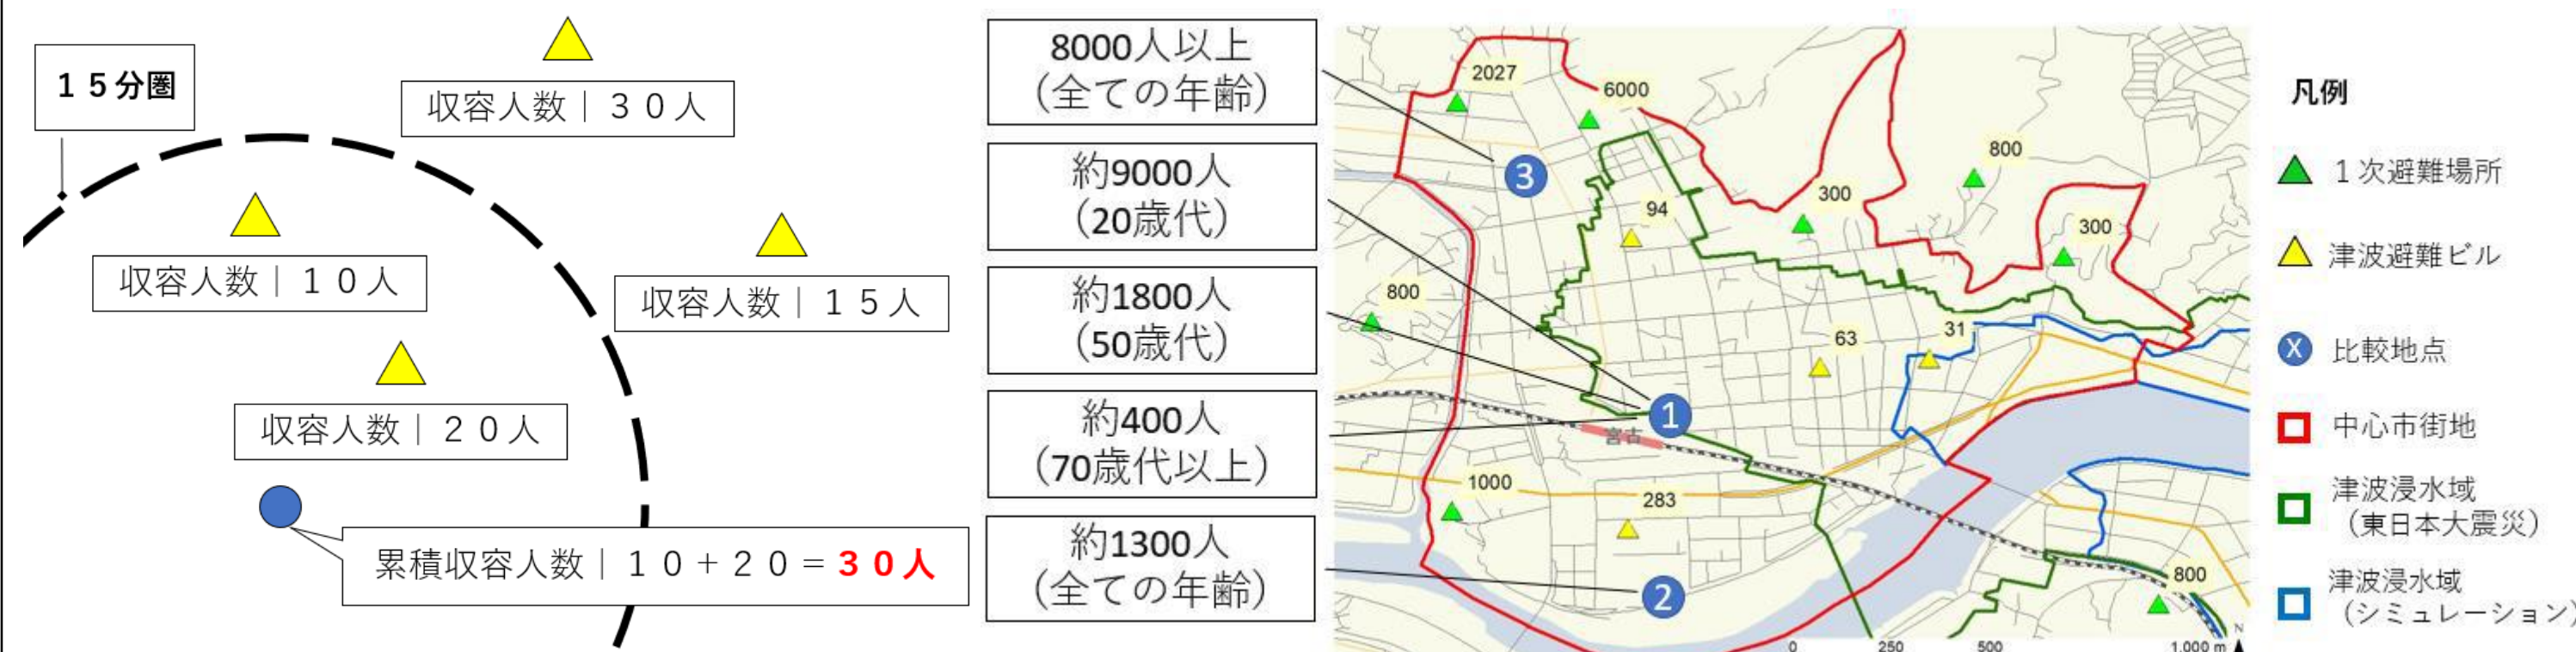 １５分圏
収容人数｜３０人
収容人数｜１０人
収容人数｜１５人
収容人数｜２０人
累積収容人数｜１０＋２０＝３０人
8000人以上
（全ての年齢）
約9000人
（20歳代）
約1800人
（50歳代）
約400人
（70歳代以上）
約1300人
（全ての年齢）
2027
6000
800
3
300
94
300
800
63
31
1
宮古
1000
283
2
800
0
250
500
1,000 m
N
凡例
１次避難場所
津波避難ビル
X
比較地点
中心市街地
津波浸水域
（東日本大震災）
津波浸水域
（シミュレーション）